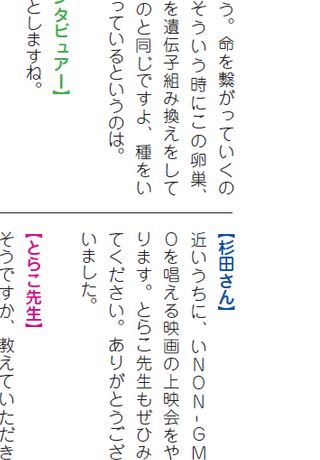 う。命を繋がっていくの
そういう時にこの卵巣、
を遺伝子組み換えをして
のと同じですよ、種をい
っているというのは。
タビュアー】
としますね。
【杉田さん】
近いうちに、いNON-GM
Oを唱える映画の上映会をや
ります。とらこ先生もぜひみ
てください。ありがとうござ
いました。
【とらこ先生】
そうですか、教えていただき